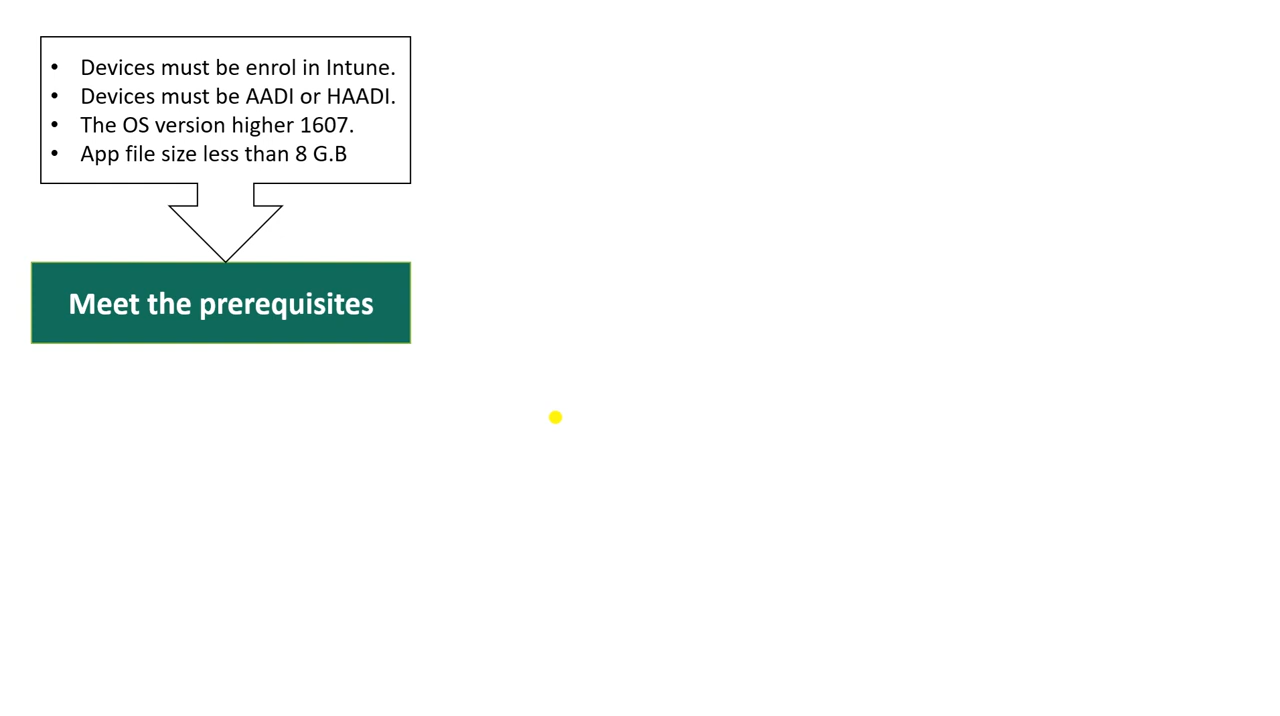 • Devices must be enrol in Intune.
• Devices must be AADI or HAADI.
• The OS version higher 1607.
• App file size less than 8 G.B
Meet the prerequisites